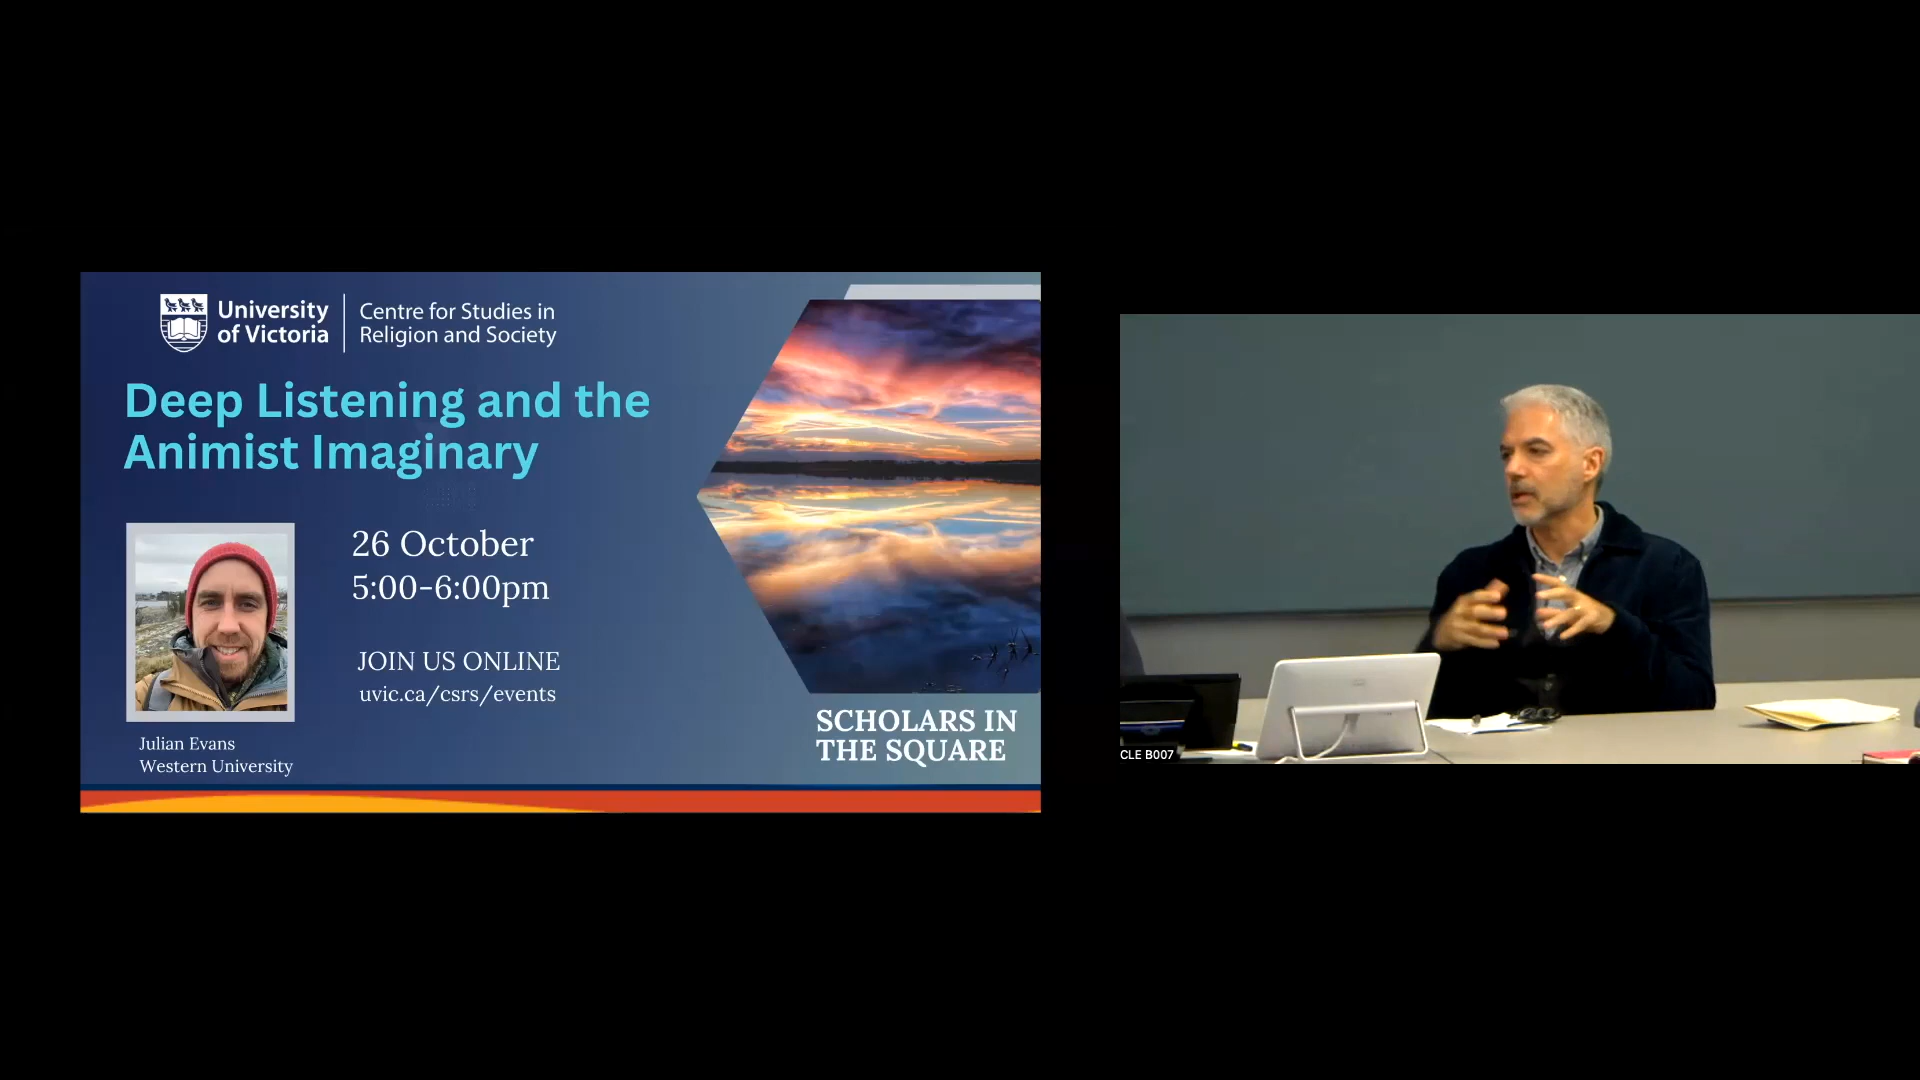 University
of Victoria
Centre for Studies in
Religion and Society
Deep Listening and the
Animist Imaginary
26 October
5:00-6:00pm
JOIN US ONLINE
uvic.ca/csrs/events
Julian Evans
Western University
SCHOLARS IN
THE SQUARE
CLE B007